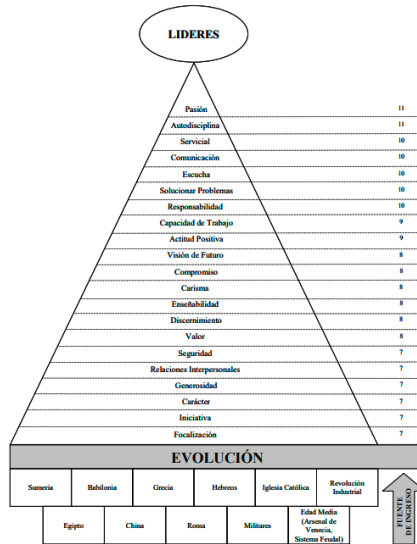 LIDERES
Pasión 11
Autodisciplina 11
Servicial 10
Comunicación 10
Escucha 10
Solucionar Problemas 10
Responsabilidad 10
Capacidad de Trabajo 9
Actitud Positiva 9
Visión de Futuro 8
Compromiso 8
Carisma 8
Enseñabilidad 8
Discernimiento 8
Valor 8
Seguridad 7
Relaciones Interpersonales 7
Generosidad 7
Carácter 7
Iniciativa 7
Focalización 7
EVOLUCIÓN
Sumeria
Babilonia
Grecia
Hebreos
Iglesia Católica
Revolución
Industrial
Egipto
China
Roma
Militares
Edad Media
(Arsenal de
Venecia,
Sistema Feudal)
FUENTE
DE INGRESO